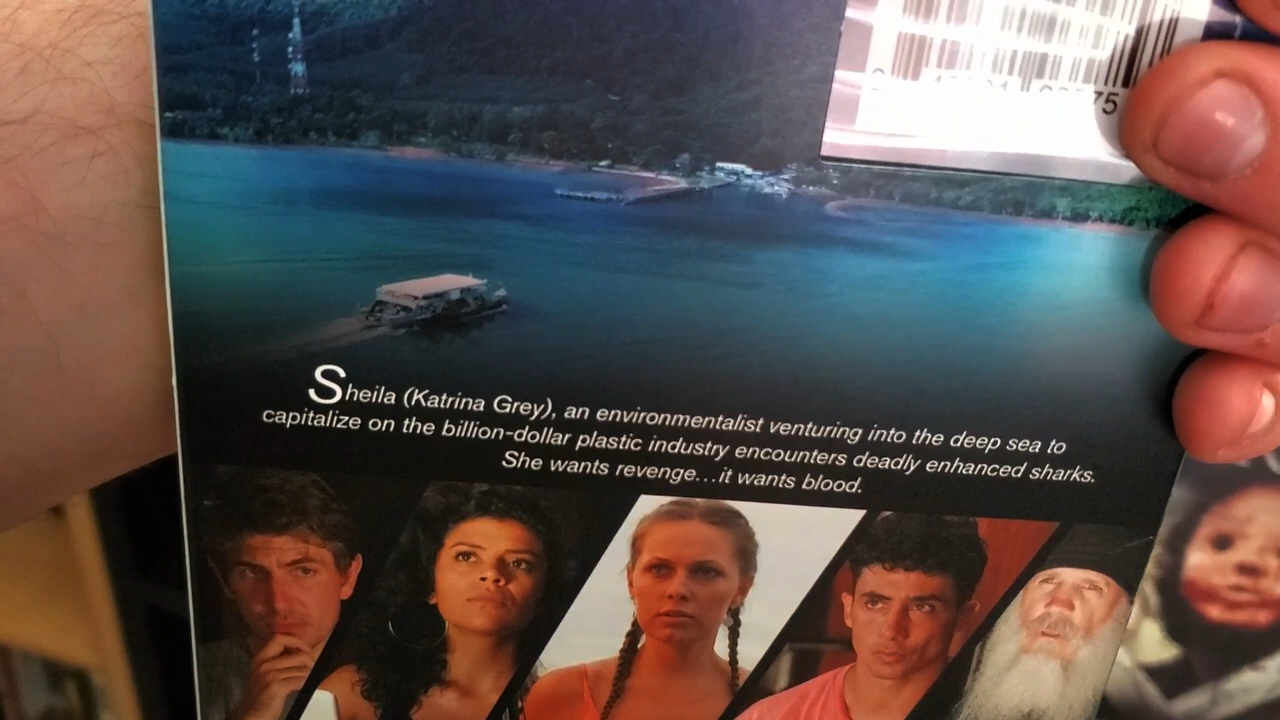 75
Sheila (Katrina Grey), an environmentalist venturing into the deep sea to
capitalize on the billion-dollar plastic industry encounters deadly enhanced sharks.
She wants revenge...it wants blood.